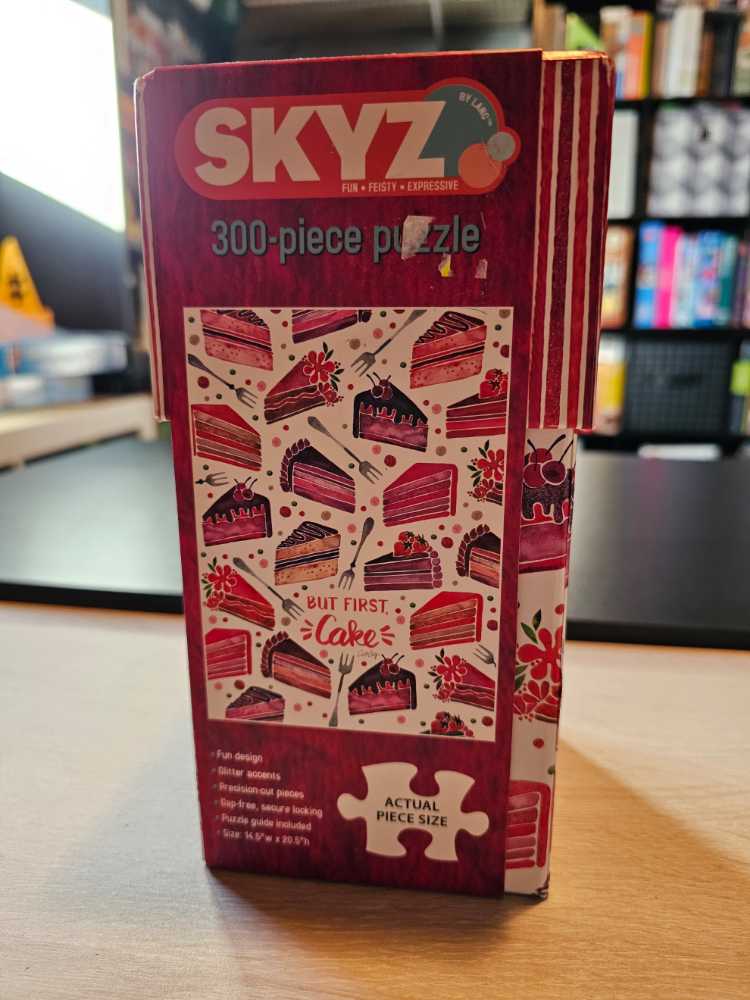 SKYZ
BY LANG™
FUN • FEISTY • EXPRESSIVE
300-piece puzzle
BUT FIRST,
Cake
• Fun design
• Glitter accents
• Precision-cut pieces
• Gap-free, secure locking
• Puzzle guide included
• Size: 14.5"w x 20.5"h
ACTUAL
PIECE SIZE